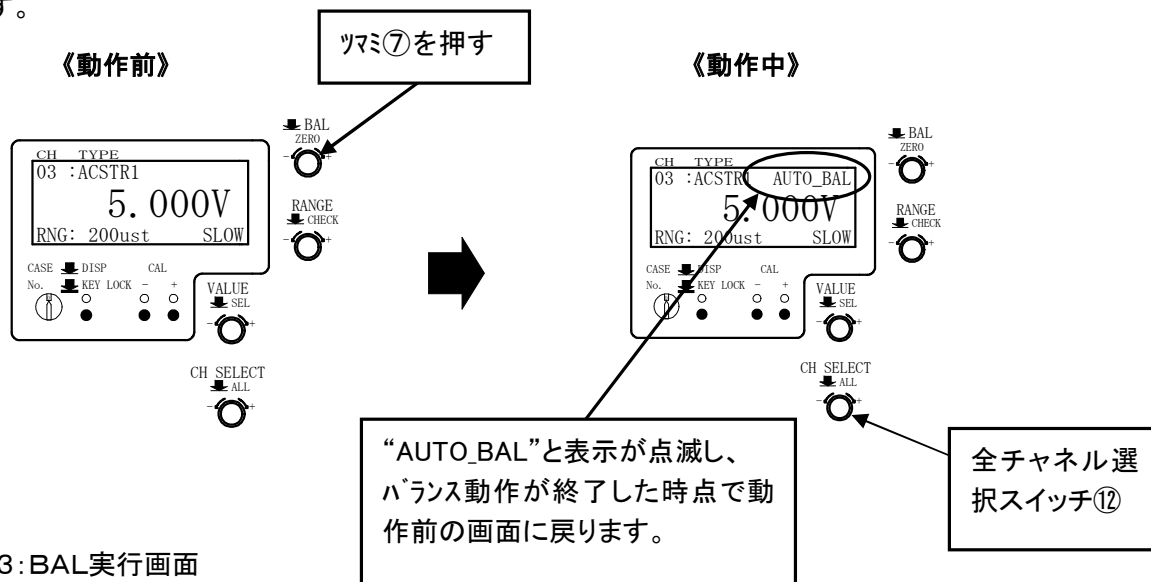 す。
ﾂﾏﾐ⑦を押す
《動作前》
《動作中》
BAL
ZERO
- +
CH TYPE
03 :ACSTR1
5.000V
RNG: 200ust SLOW
RANGE
CHECK
- +
CASE DISP CAL
No. KEY LOCK - +
VALUE
SEL
- +
CH SELECT
ALL
- +
BAL
ZERO
- +
CH TYPE
03 :ACSTR1 AUTO_BAL
5.000V
RNG: 200ust SLOW
RANGE
CHECK
- +
CASE DISP CAL
No. KEY LOCK - +
VALUE
SEL
- +
CH SELECT
ALL
- +
“AUTO_BAL”と表示が点滅し、
ﾊﾞﾗﾝｽ動作が終了した時点で動
作前の画面に戻ります。
全チャネル選
択スイッチ⑫
3:BAL実行画面